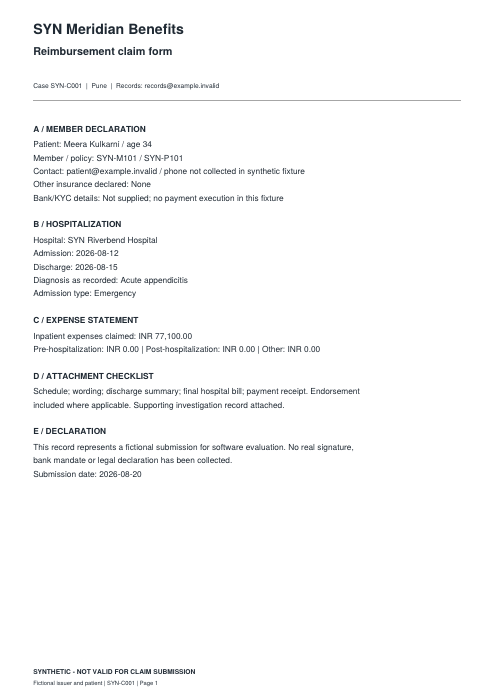 SYN Meridian Benefits
Reimbursement claim form
Case SYN-C001 | Pune | Records: records@example.invalid
A / MEMBER DECLARATION
Patient: Meera Kulkarni / age 34
Member / policy: SYN-M101 / SYN-P101
Contact: patient@example.invalid / phone not collected in synthetic fixture
Other insurance declared: None
Bank/KYC details: Not supplied; no payment execution in this fixture
B / HOSPITALIZATION
Hospital: SYN Riverbend Hospital
Admission: 2026-08-12
Discharge: 2026-08-15
Diagnosis as recorded: Acute appendicitis
Admission type: Emergency
C / EXPENSE STATEMENT
Inpatient expenses claimed: INR 77,100.00
Pre-hospitalization: INR 0.00 | Post-hospitalization: INR 0.00 | Other: INR 0.00
D / ATTACHMENT CHECKLIST
Schedule; wording; discharge summary; final hospital bill; payment receipt. Endorsement
included where applicable. Supporting investigation record attached.
E / DECLARATION
This record represents a fictional submission for software evaluation. No real signature,
bank mandate or legal declaration has been collected.
Submission date: 2026-08-20
SYNTHETIC - NOT VALID FOR CLAIM SUBMISSION
Fictional issuer and patient | SYN-C001 | Page 1